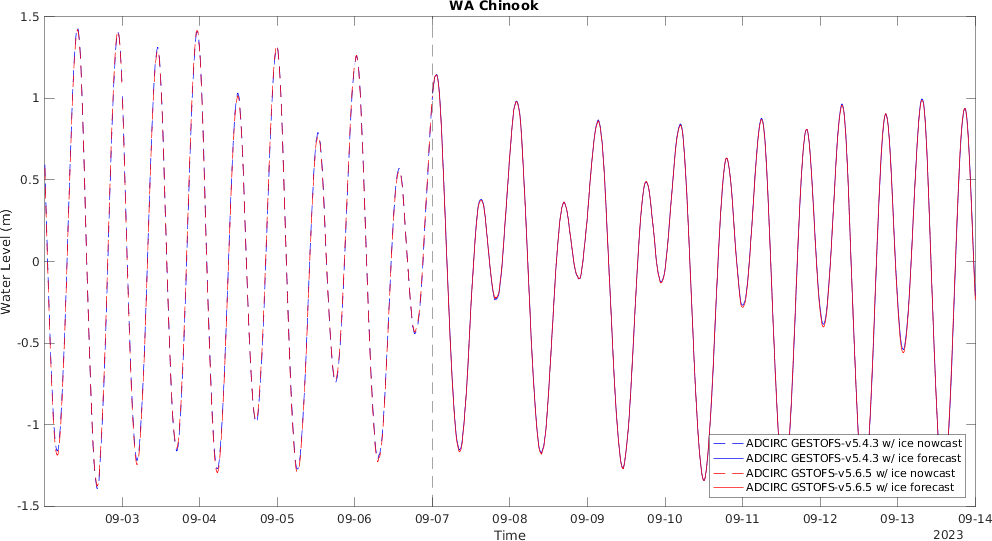 WA Chinook
1.5
1
0.5
0
-0.5
-1
-1.5
Water Level (m)
ADCIRC GESTOFS-v5.4.3 w/ ice nowcast
ADCIRC GESTOFS-v5.4.3 w/ ice forecast
ADCIRC GSTOFS-v5.6.5 w/ ice nowcast
ADCIRC GSTOFS-v5.6.5 w/ ice forecast
09-03 09-04 09-05 09-06 09-07 09-08 09-09 09-10 09-11 09-12 09-13 09-14
Time
2023